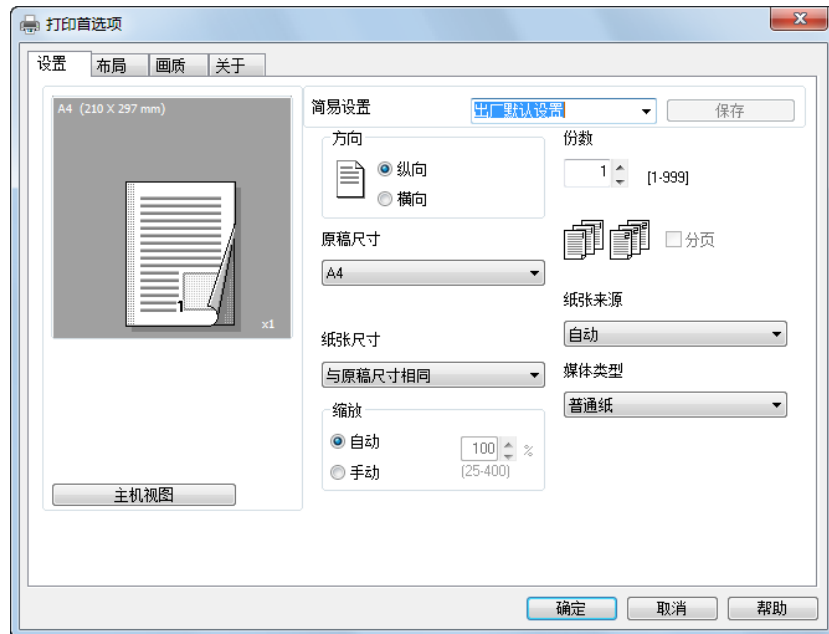 打印首选项
设置 布局 画质 关于
A4 (210 X 297 mm)
1
x1
主机视图
简易设置 出厂默认设置 保存
方向
纵向
横向
原稿尺寸
A4
纸张尺寸
与原稿尺寸相同
缩放
自动
手动
100 %
(25-400)
份数
1 [1-999]
分页
纸张来源
自动
媒体类型
普通纸
确定 取消 帮助